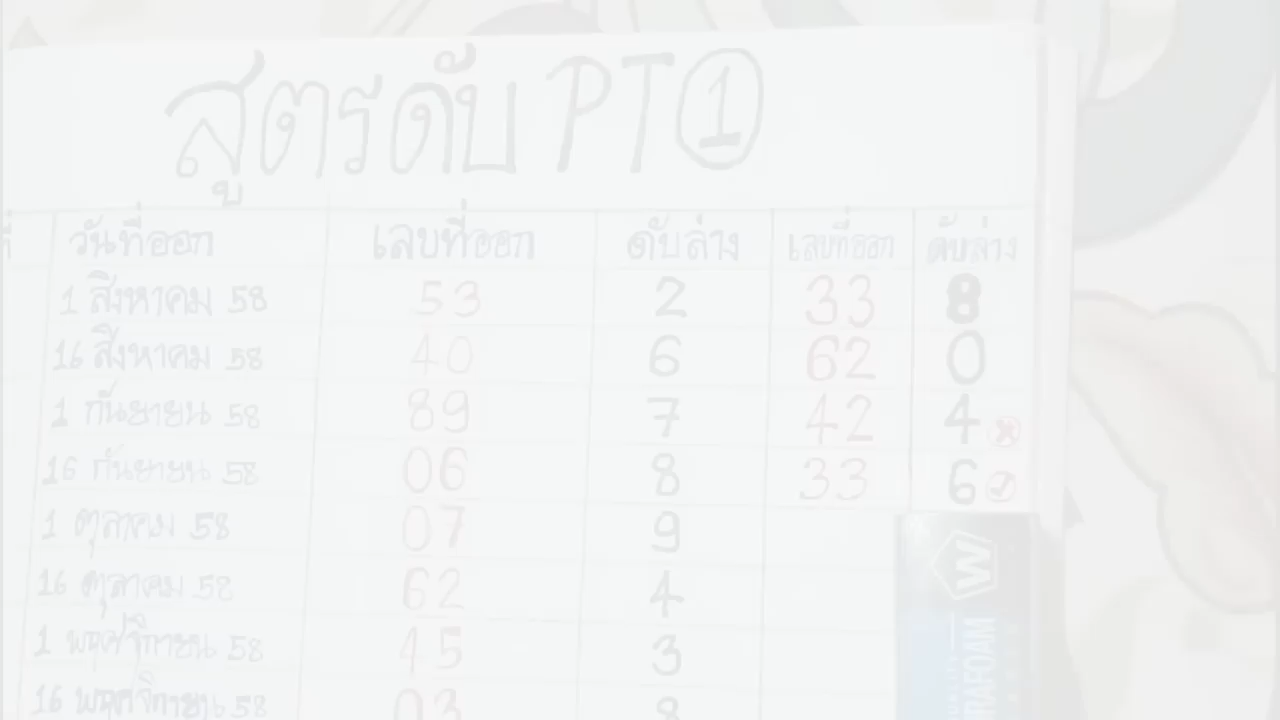 สูตรดับ PT①
ที่ วันที่ออก เลขที่ออก ดับล่าง เลขที่ออก ดับล่าง
1 สิงหาคม 58 53 2 33 8
16 สิงหาคม 58 40 6 62 0
1 กันยายน 58 89 7 42 4
16 กันยายน 58 06 8 33 6
1 ตุลาคม 58 07 9
16 ตุลาคม 58 62 4
1 พฤศจิกายน 58 45 3
16 พฤศจิกายน 58 03 8
W
RAFOAM